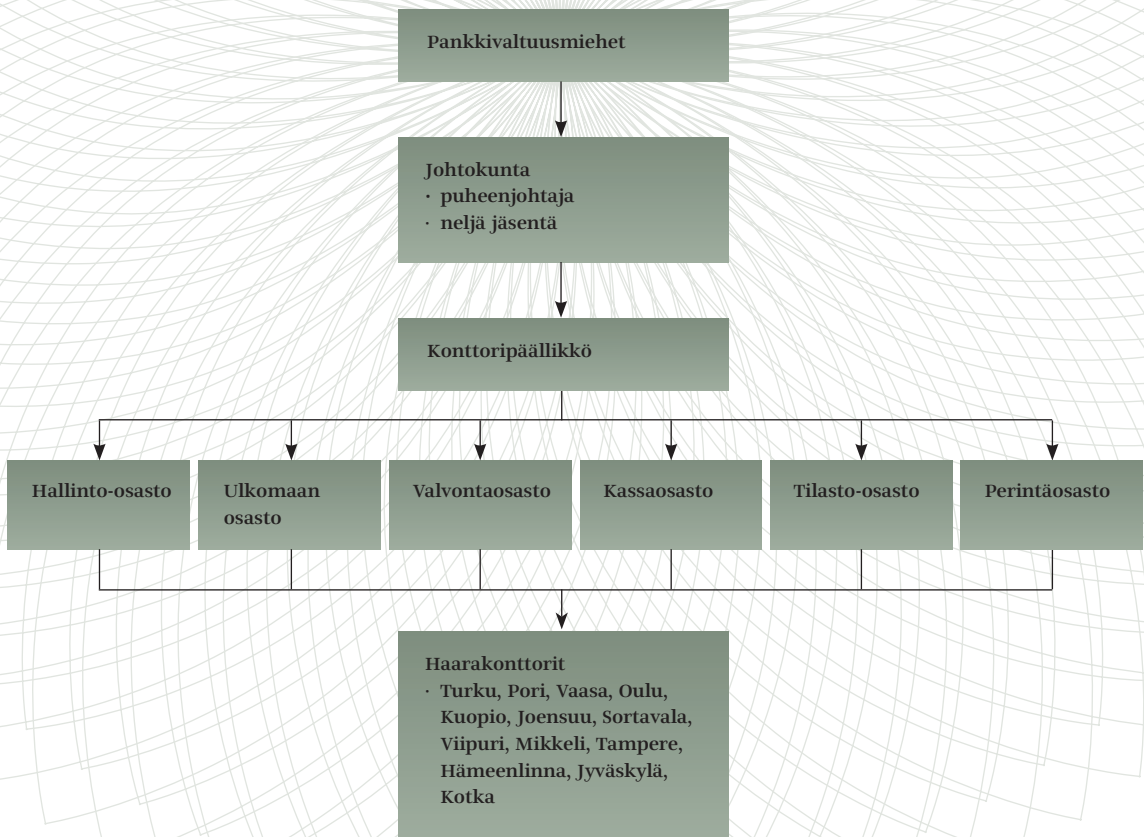 Pankkivaltuusmiehet
Johtokunta
· puheenjohtaja
· neljä jäsentä
Konttoripäällikkö
Hallinto-osasto
Ulkomaan
osasto
Valvontaosasto
Kassaosasto
Tilasto-osasto
Perintäosasto
Haarakonttorit
· Turku, Pori, Vaasa, Oulu,
Kuopio, Joensuu, Sortavala,
Viipuri, Mikkeli, Tampere,
Hämeenlinna, Jyväskylä,
Kotka